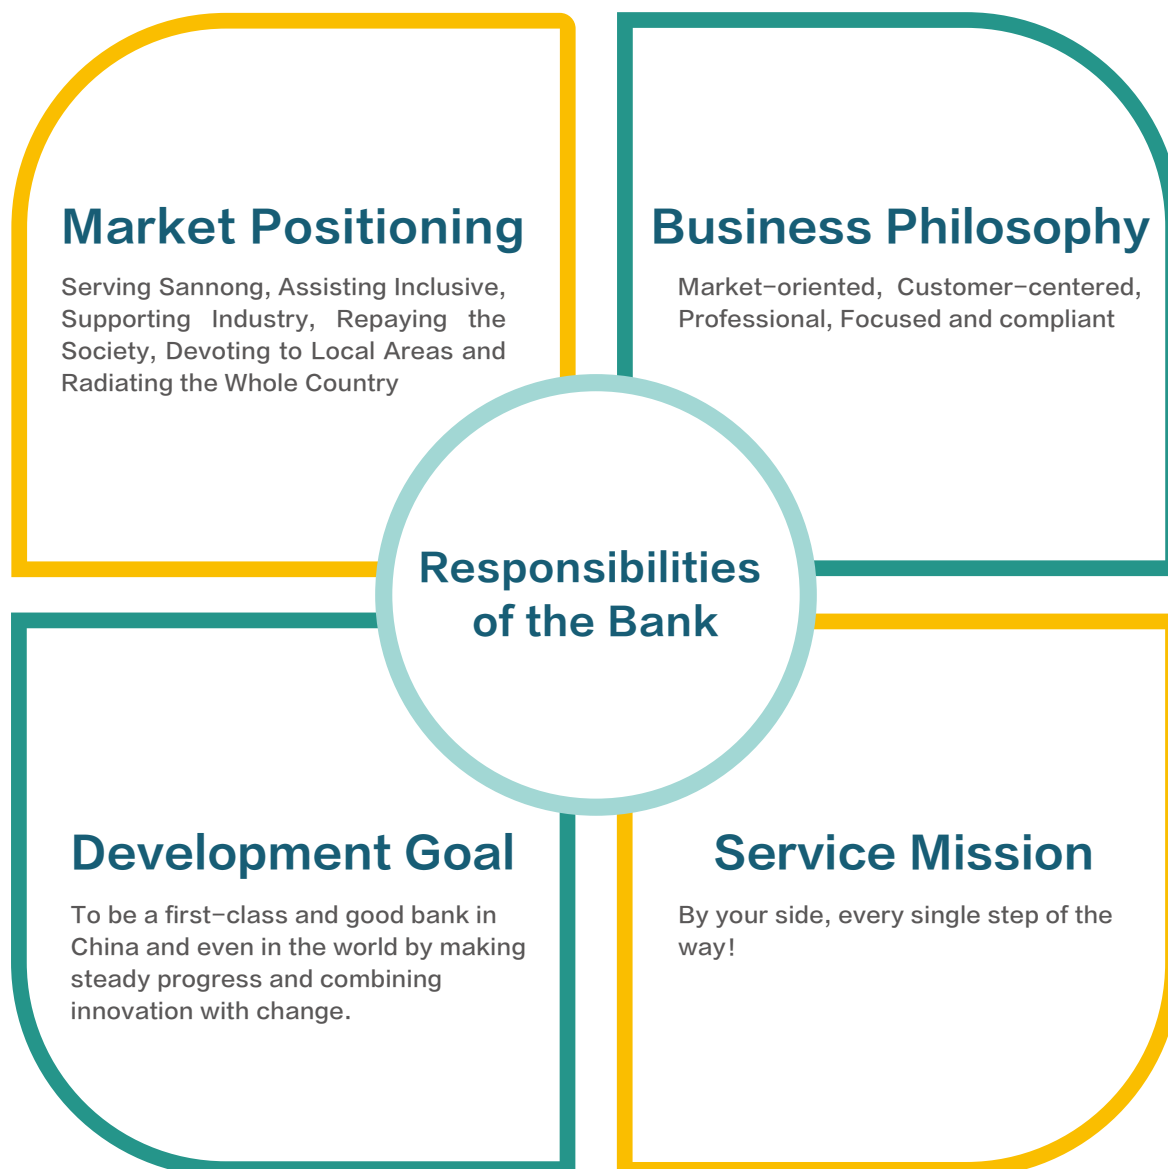 Market Positioning
Serving Sannong, Assisting Inclusive,
Supporting Industry, Repaying the
Society, Devoting to Local Areas and
Radiating the Whole Country
Business Philosophy
Market-oriented, Customer-centered,
Professional, Focused and compliant
Responsibilities
of the Bank
Development Goal
To be a first-class and good bank in
China and even in the world by making
steady progress and combining
innovation with change.
Service Mission
By your side, every single step of the
way!